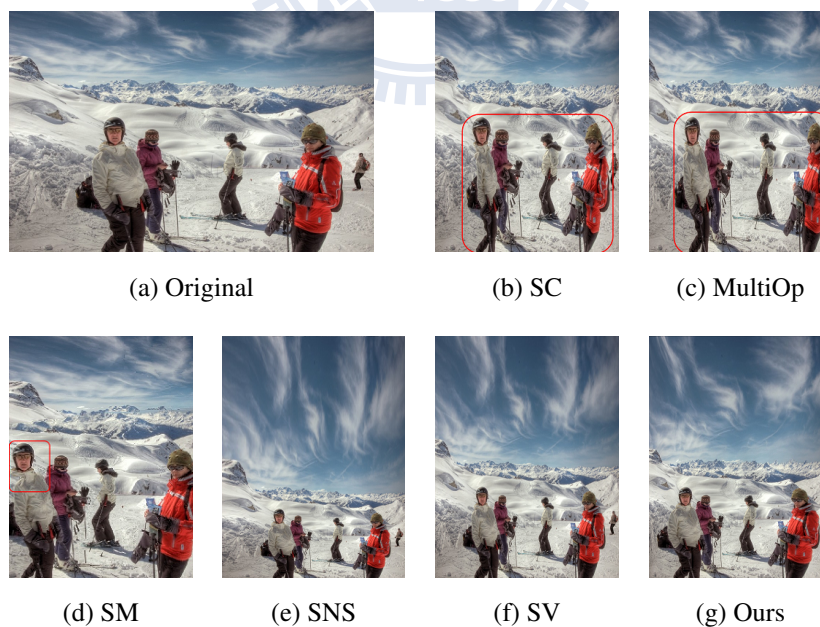 (a) Original
(b) SC
(c) MultiOp
(d) SM
(e) SNS
(f) SV
(g) Ours